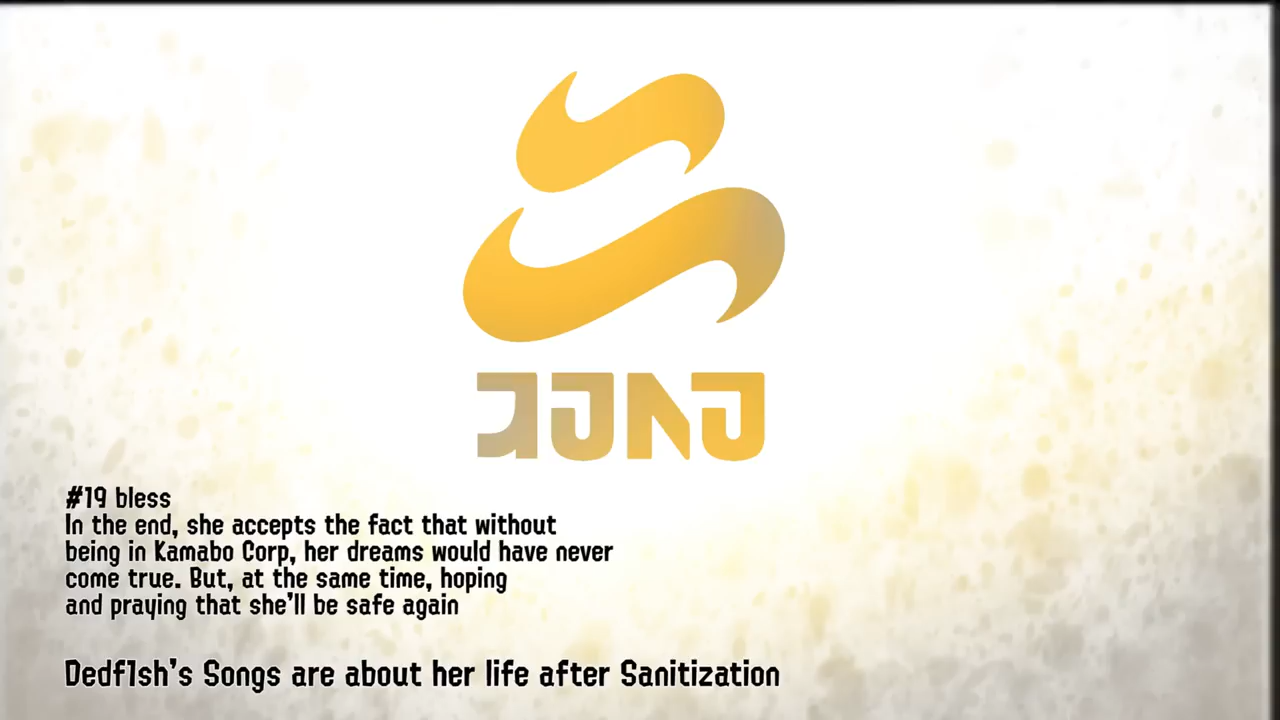 #19 bless
In the end, she accepts the fact that without
being in Kamabo Corp, her dreams would have never
come true. But, at the same time, hoping
and praying that she'll be safe again
Dedf1sh's Songs are about her life after Sanitization